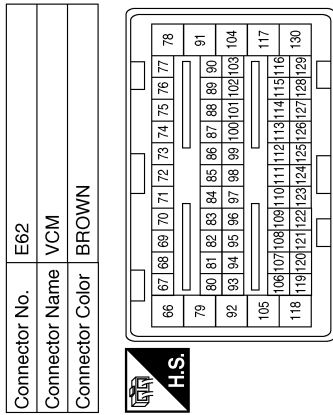 Connector No. E62
Connector Name VCM
Connector Color BROWN
H.S.
66 67 68 69 70 71 72 73 74 75 76 77 78
79 80 81 82 83 84 85 86 87 88 89 90 91
92 93 94 95 96 97 98 99 100 101 102 103 104
105 106 107 108 109 110 111 112 113 114 115 116 117
118 119 120 121 122 123 124 125 126 127 128 129 130